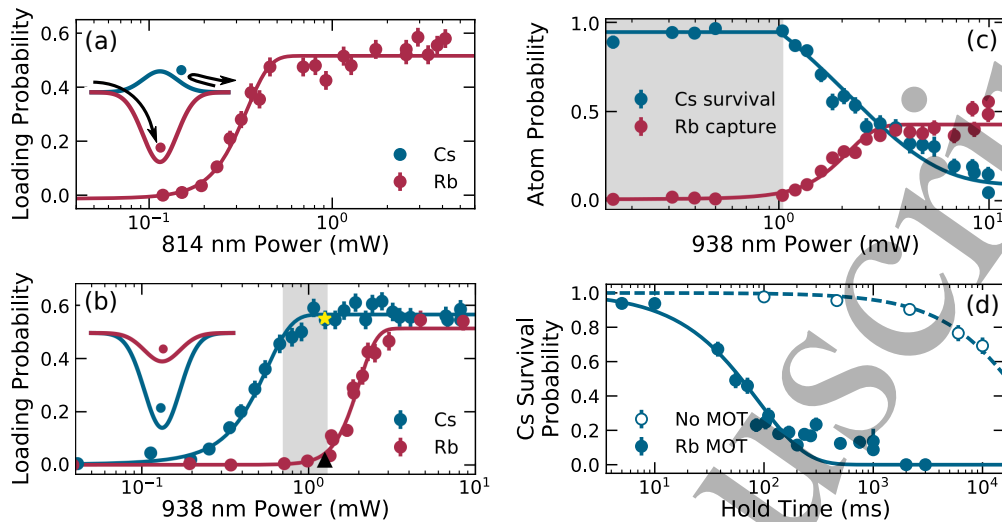 (a)
Loading Probability
0.6
0.4
0.2
0.0
Cs
Rb
10⁻¹
10⁰
814 nm Power (mW)
(c)
Atom Probability
1.0
0.5
0.0
Cs survival
Rb capture
10⁰
10¹
938 nm Power (mW)
(b)
Loading Probability
0.6
0.4
0.2
0.0
Cs
Rb
10⁻¹
10⁰
10¹
938 nm Power (mW)
(d)
Cs Survival
Probability
1.0
0.8
0.6
0.4
0.2
0.0
No MOT
Rb MOT
10¹
10²
10³
10⁴
Hold Time (ms)